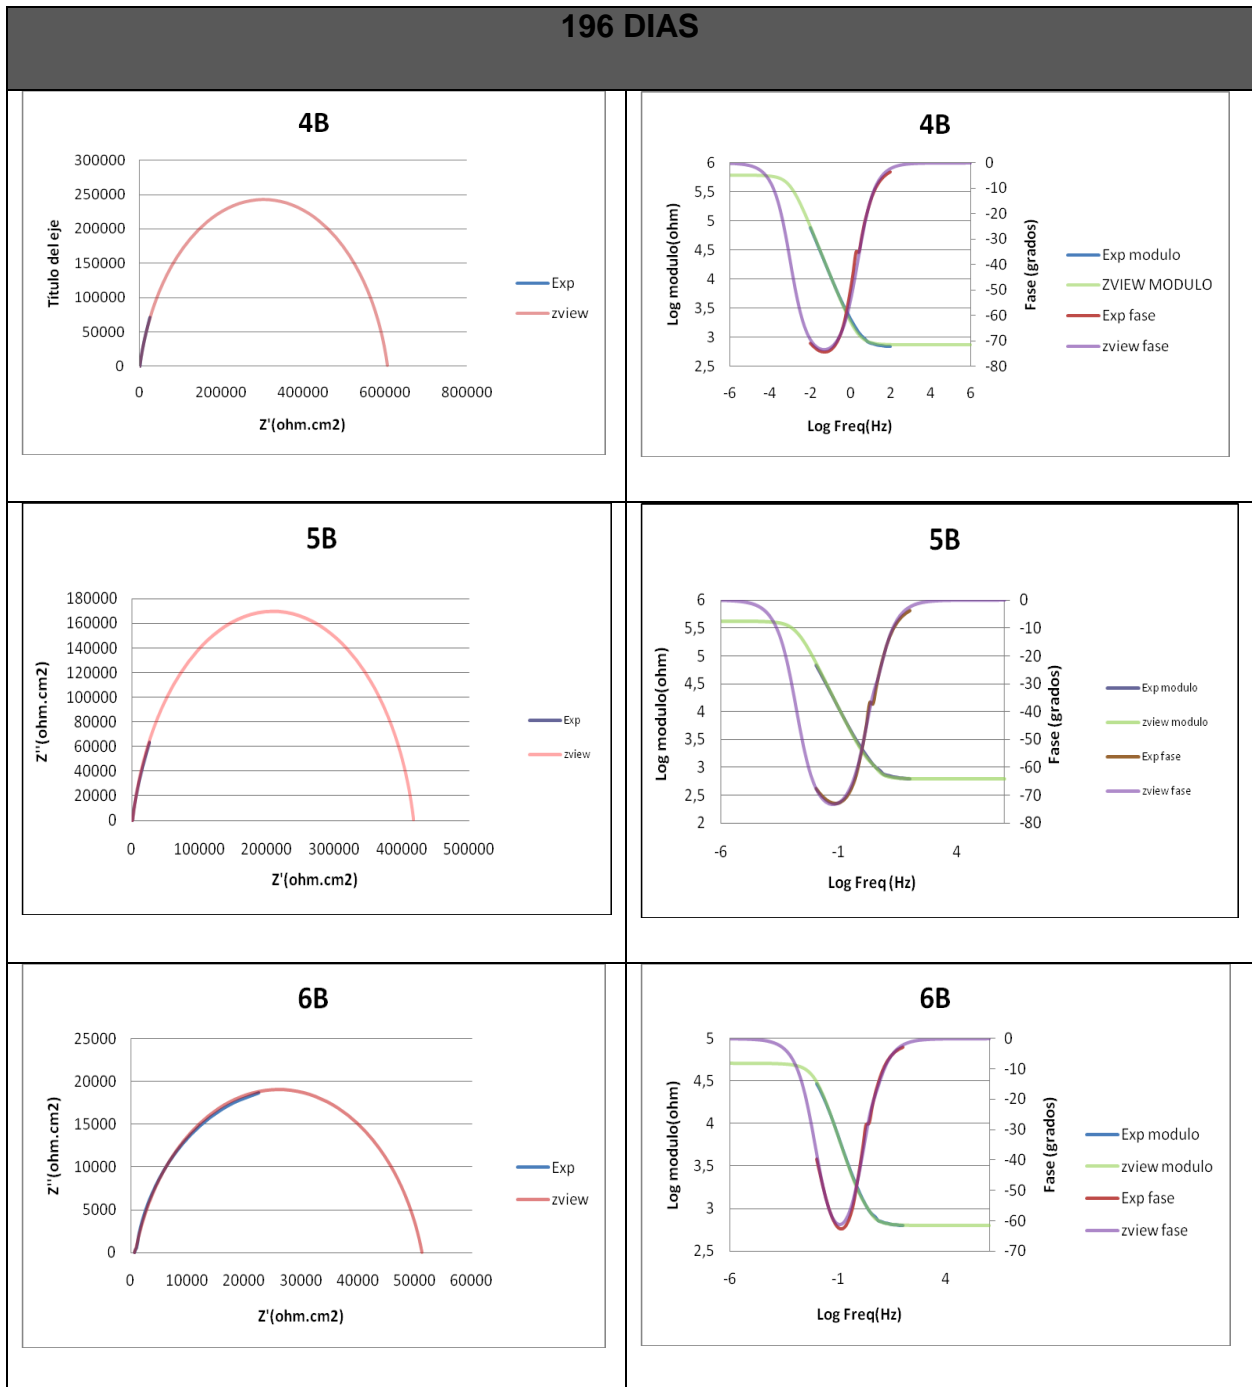 196 DIAS
4B
300000
250000
200000
150000
100000
50000
0
Título del eje
0 200000 400000 600000 800000
Z'(ohm.cm2)
Exp
zview
4B
6
5,5
5
4,5
4
3,5
3
2,5
Log modulo(ohm)
0
-10
-20
-30
-40
-50
-60
-70
-80
Fase (grados)
-6 -4 -2 0 2 4 6
Log Freq(Hz)
Exp modulo
ZVIEW MODULO
Exp fase
zview fase
5B
180000
160000
140000
120000
100000
80000
60000
40000
20000
0
Z''(ohm.cm2)
0 100000 200000 300000 400000 500000
Z'(ohm.cm2)
Exp
zview
5B
6
5,5
5
4,5
4
3,5
3
2,5
2
Log modulo(ohm)
0
-10
-20
-30
-40
-50
-60
-70
-80
Fase (grados)
-6 -1 4
Log Freq (Hz)
Exp modulo
zview modulo
Exp fase
zview fase
6B
25000
20000
15000
10000
5000
0
Z''(ohm.cm2)
0 10000 20000 30000 40000 50000 60000
Z'(ohm.cm2)
Exp
zview
6B
5
4,5
4
3,5
3
2,5
Log modulo(ohm)
0
-10
-20
-30
-40
-50
-60
-70
Fase (grados)
-6 -1 4
Log Freq(Hz)
Exp modulo
zview modulo
Exp fase
zview fase